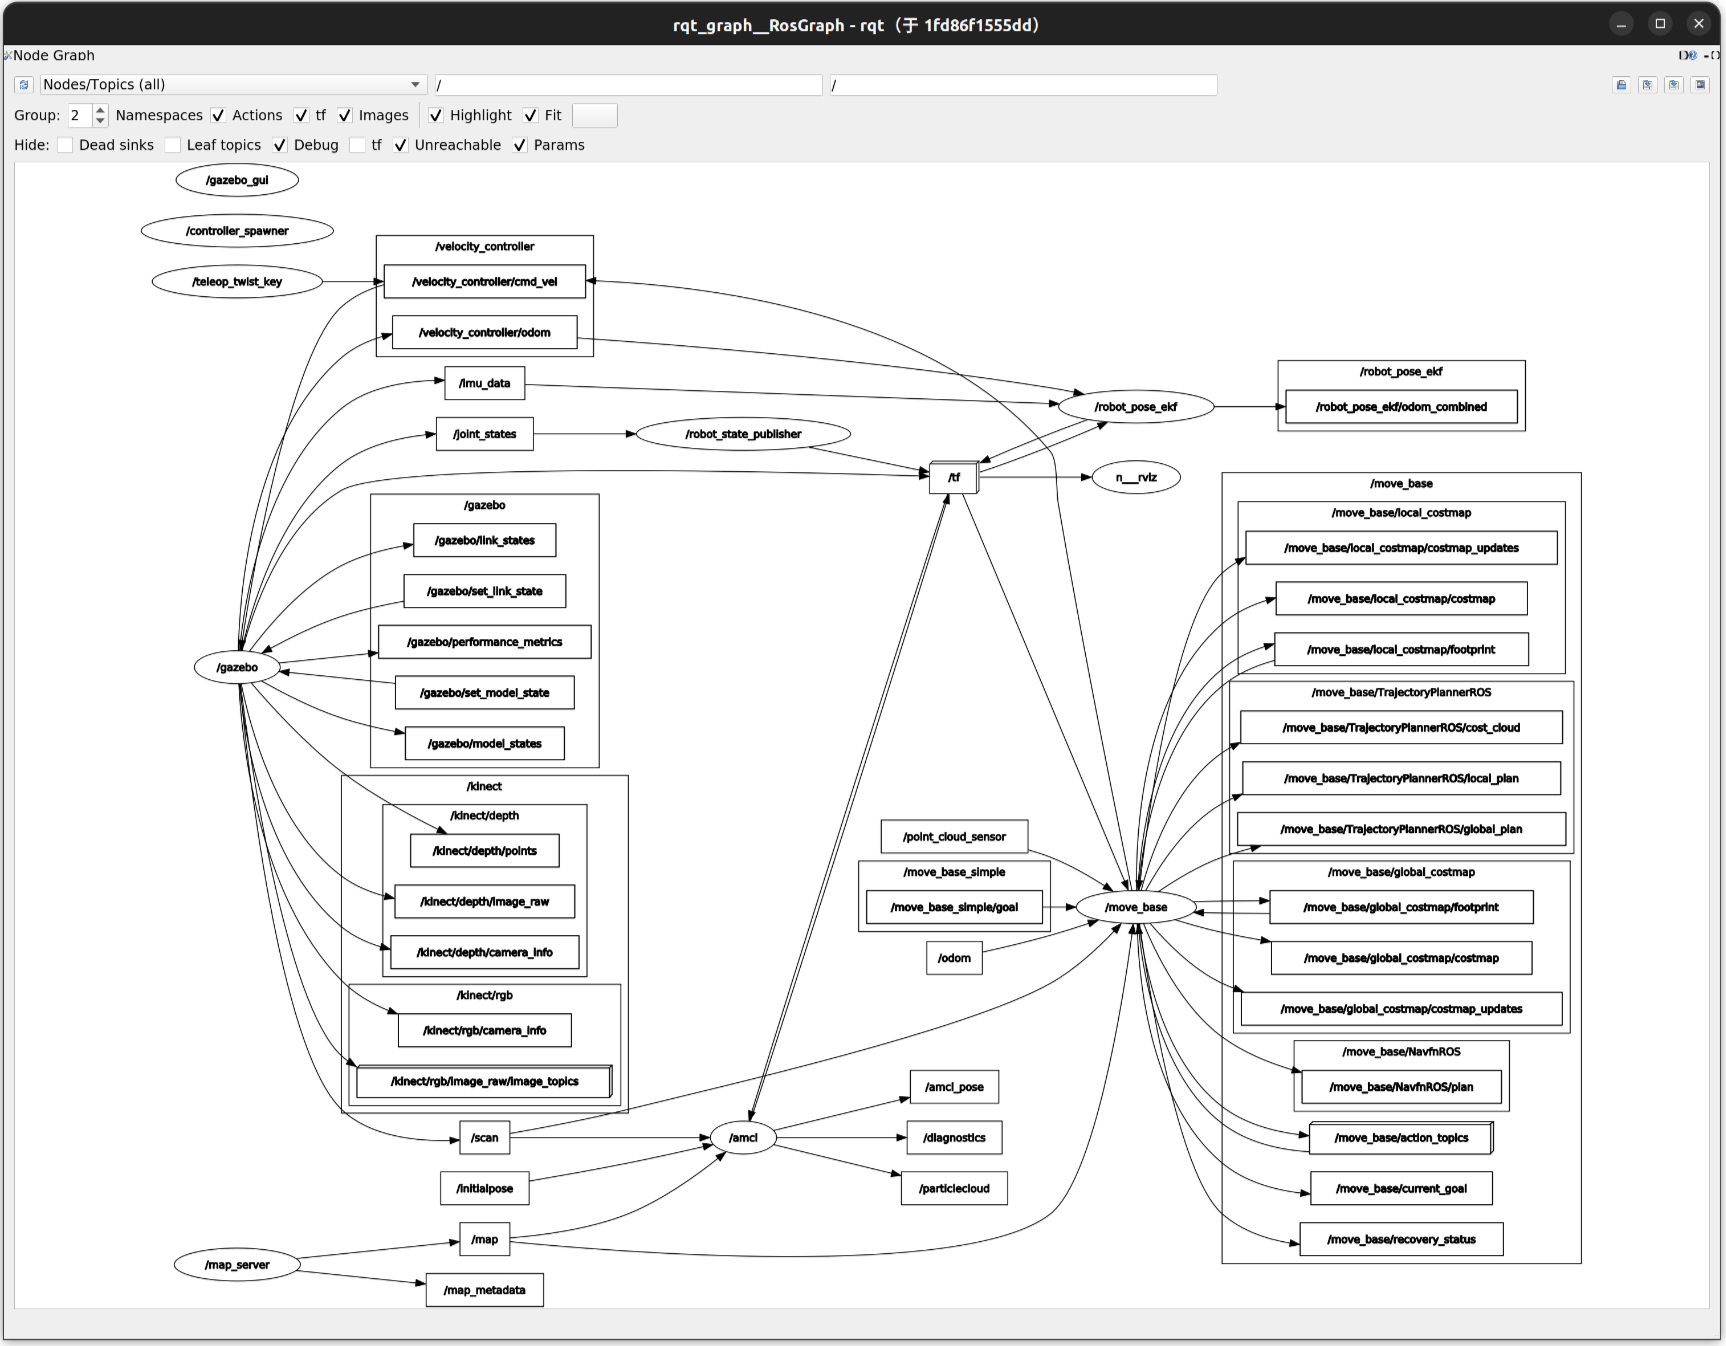 rqt_graph__RosGraph - rqt（于 1fd86f1555dd）
Node Graph
Nodes/Topics (all)
/
/
Group: 2 Namespaces Actions tf Images Highlight Fit
Hide: Dead sinks Leaf topics Debug tf Unreachable Params
/gazebo_gui
/controller_spawner
/teleop_twist_key
/velocity_controller
/velocity_controller/cmd_vel
/velocity_controller/odom
/imu_data
/joint_states
/robot_state_publisher
/robot_pose_ekf
/robot_pose_ekf
/robot_pose_ekf/odom_combined
/tf
n__rviz
/gazebo
/gazebo/link_states
/gazebo/set_link_state
/gazebo/performance_metrics
/gazebo/set_model_state
/gazebo/model_states
/gazebo
/kinect
/kinect/depth
/kinect/depth/points
/kinect/depth/image_raw
/kinect/depth/camera_info
/kinect/rgb
/kinect/rgb/camera_info
/kinect/rgb/image_raw/image_topics
/scan
/initialpose
/map
/map_server
/map_metadata
/amcl
/amcl_pose
/diagnostics
/particlecloud
/point_cloud_sensor
/move_base_simple
/move_base_simple/goal
/odom
/move_base
/move_base
/move_base/local_costmap
/move_base/local_costmap/costmap_updates
/move_base/local_costmap/costmap
/move_base/local_costmap/footprint
/move_base/TrajectoryPlannerROS
/move_base/TrajectoryPlannerROS/cost_cloud
/move_base/TrajectoryPlannerROS/local_plan
/move_base/TrajectoryPlannerROS/global_plan
/move_base/global_costmap
/move_base/global_costmap/footprint
/move_base/global_costmap/costmap
/move_base/global_costmap/costmap_updates
/move_base/NavfnROS
/move_base/NavfnROS/plan
/move_base/action_topics
/move_base/current_goal
/move_base/recovery_status